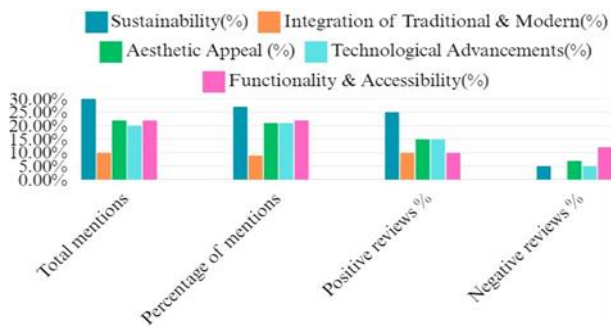 Sustainability(%) Integration of Traditional & Modern(%)
Aesthetic Appeal (%) Technological Advancements(%)
Functionality & Accessibility(%)
30.00%
25.00%
20.00%
15.00%
10.00%
5.00%
0.00%
Total mentions
Percentage of mentions
Positive reviews %
Negative reviews %